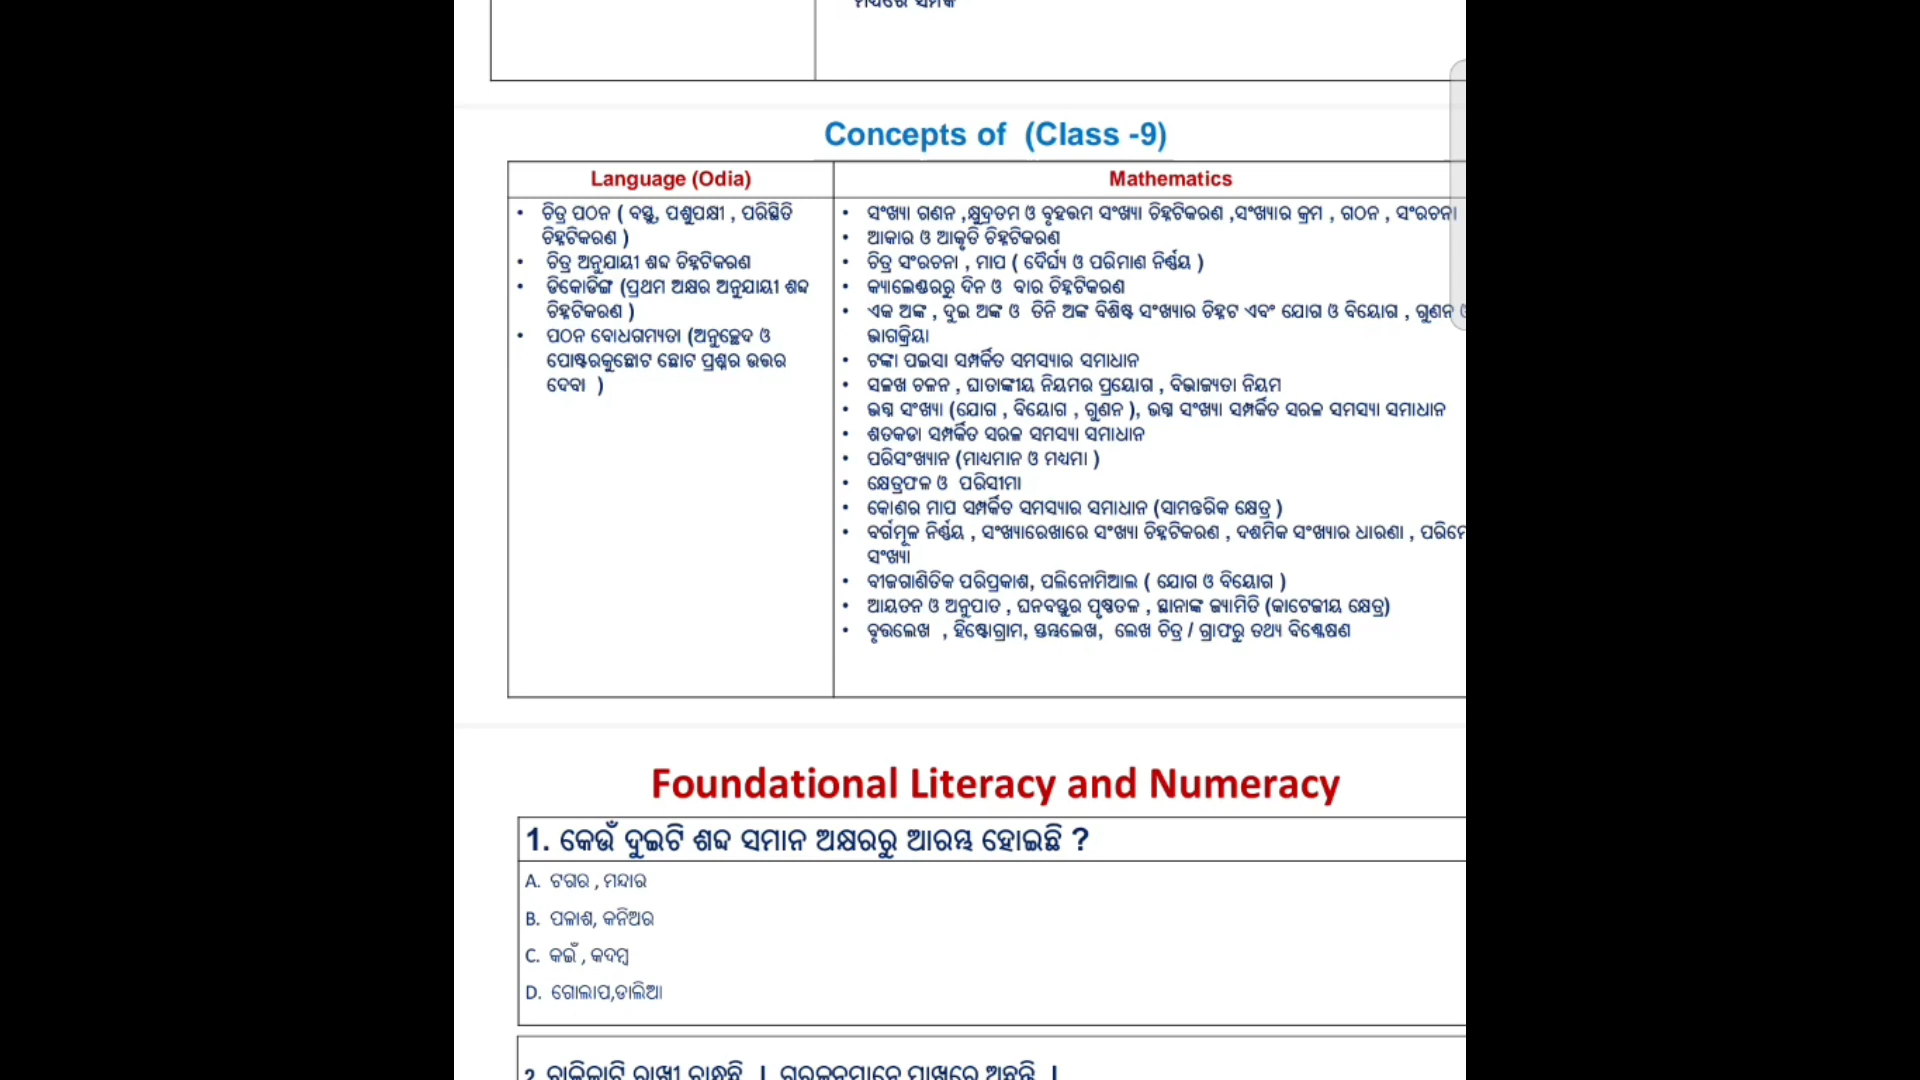 Concepts of (Class -9)
Language (Odia)
• ଚିତ୍ର ପଠନ ( ବସ୍ତୁ, ପଶୁପକ୍ଷୀ , ପରିସ୍ଥିତି
ଚିହ୍ନଟିକରଣ )
• ଚିତ୍ର ଅନୁଯାୟୀ ଶବ୍ଦ ଚିହ୍ନଟିକରଣ
• ଡିକୋଡିଙ୍ଗ (ପ୍ରଥମ ଅକ୍ଷର ଅନୁଯାୟୀ ଶବ୍ଦ
ଚିହ୍ନଟିକରଣ )
• ପଠନ ବୋଧଗମ୍ୟତା (ଅନୁଚ୍ଛେଦ ଓ
ପୋଷ୍ଟରକୁଛୋଟ ଛୋଟ ପ୍ରଶ୍ନର ଉତ୍ତର
ଦେବା )
Mathematics
• ସଂଖ୍ୟା ଗଣନ ,କ୍ଷୁଦ୍ରତମ ଓ ବୃହତ୍ତମ ସଂଖ୍ୟା ଚିହ୍ନଟିକରଣ ,ସଂଖ୍ୟାର କ୍ରମ , ଗଠନ , ସଂରଚନା
• ଆକାର ଓ ଆକୃତି ଚିହ୍ନଟିକରଣ
• ଚିତ୍ର ସଂରଚନା , ମାପ ( ଦୈର୍ଘ୍ୟ ଓ ପରିମାଣ ନିର୍ଣ୍ଣୟ )
• କ୍ୟାଲେଣ୍ଡରରୁ ଦିନ ଓ ବାର ଚିହ୍ନଟିକରଣ
• ଏକ ଅଙ୍କ , ଦୁଇ ଅଙ୍କ ଓ ତିନି ଅଙ୍କ ବିଶିଷ୍ଟ ସଂଖ୍ୟାର ଚିହ୍ନଟ ଏବଂ ଯୋଗ ଓ ବିୟୋଗ , ଗୁଣନ ଓ
ଭାଗକ୍ରିୟା
• ଟଙ୍କା ପଇସା ସମ୍ପର୍କିତ ସମସ୍ୟାର ସମାଧାନ
• ସଳଖ ଚଳନ , ଘାତାଙ୍କୀୟ ନିୟମର ପ୍ରୟୋଗ , ବିଭାଜ୍ୟତା ନିୟମ
• ଭଗ୍ନ ସଂଖ୍ୟା (ଯୋଗ , ବିୟୋଗ , ଗୁଣନ ), ଭଗ୍ନ ସଂଖ୍ୟା ସମ୍ପର୍କିତ ସରଳ ସମସ୍ୟା ସମାଧାନ
• ଶତକଡା ସମ୍ପର୍କିତ ସରଳ ସମସ୍ୟା ସମାଧାନ
• ପରିସଂଖ୍ୟାନ (ମାଧ୍ୟମାନ ଓ ମଧ୍ୟମା )
• କ୍ଷେତ୍ରଫଳ ଓ ପରିସୀମା
• କୋଣର ମାପ ସମ୍ପର୍କିତ ସମସ୍ୟାର ସମାଧାନ (ସାମନ୍ତରିକ କ୍ଷେତ୍ର )
• ବର୍ଗମୂଳ ନିର୍ଣ୍ଣୟ , ସଂଖ୍ୟାରେଖାରେ ସଂଖ୍ୟା ଚିହ୍ନଟିକରଣ , ଦଶମିକ ସଂଖ୍ୟାର ଧାରଣା ,
ସଂଖ୍ୟା
• ବୀଜଗାଣିତିକ ପରିପ୍ରକାଶ, ପଲିନୋମିଆଲ ( ଯୋଗ ଓ ବିୟୋଗ )
• ଆୟତନ ଓ ଅନୁପାତ , ଘନବସ୍ତୁର ପୃଷ୍ଠତଳ , ସ୍ଥାନାଙ୍କ ଜ୍ୟାମିତି (କାଟେଜୀୟ କ୍ଷେତ୍ର)
• ବୃତ୍ତଲେଖ , ହିଷ୍ଟୋଗ୍ରାମ, ସ୍ତମ୍ଭଲେଖ, ଲେଖ ଚିତ୍ର / ଗ୍ରାଫରୁ ତଥ୍ୟ ବିଶ୍ଳେଷଣ
Foundational Literacy and Numeracy
1. କେଉଁ ଦୁଇଟି ଶବ୍ଦ ସମାନ ଅକ୍ଷରରୁ ଆରମ୍ଭ ହୋଇଛି ?
A. ଟଗର , ମନ୍ଦାର
B. ପଳାଶ, କନିଅର
C. କଇଁ , କଦମ୍ବ
D. ଗୋଲାପ,ଡାଲିଆ